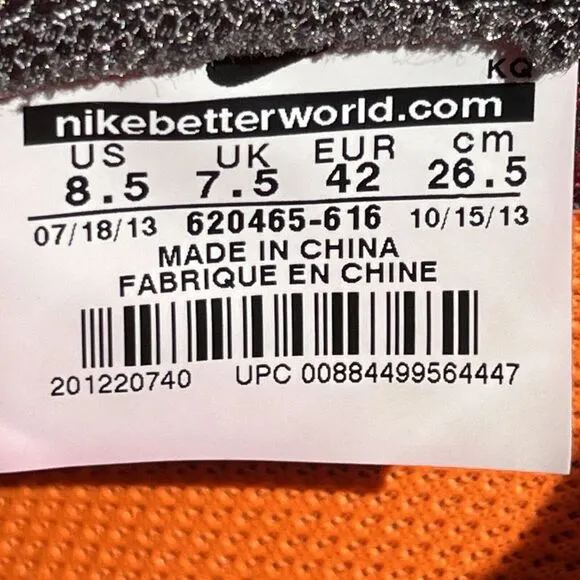 KQ
nikebetterworld.com
US UK EUR cm
8.5 7.5 42 26.5
07/18/13 620465-616 10/15/13
MADE IN CHINA
FABRIQUE EN CHINE
201220740 UPC 00884499564447